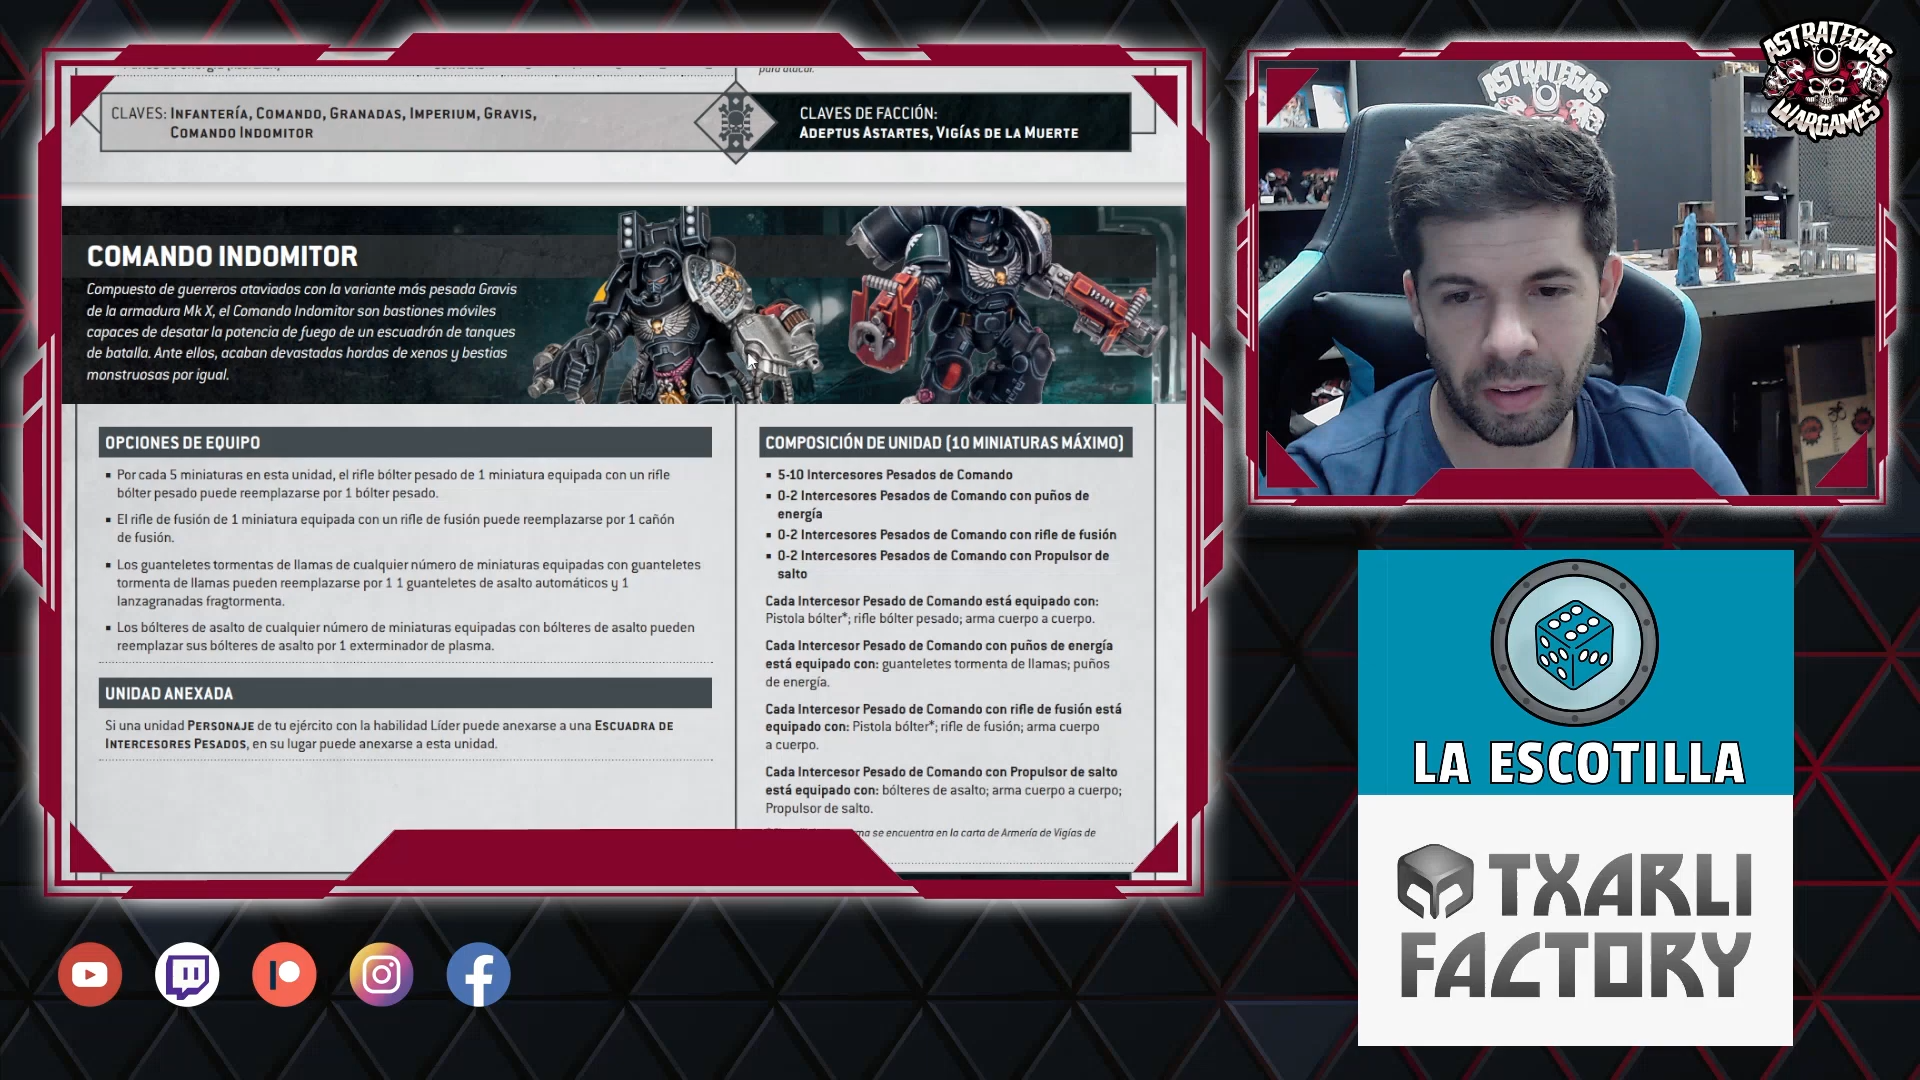 para atacar.
CLAVES: INFANTERÍA, COMANDO, GRANADAS, IMPERIUM, GRAVIS,
COMANDO INDOMITOR
CLAVES DE FACCIÓN:
ADEPTUS ASTARTES, VIGÍAS DE LA MUERTE
COMANDO INDOMITOR
Compuesto de guerreros ataviados con la variante más pesada Gravis
de la armadura Mk X, el Comando Indomitor son bastiones móviles
capaces de desatar la potencia de fuego de un escuadrón de tanques
de batalla. Ante ellos, acaban devastadas hordas de xenos y bestias
monstruosas por igual.
OPCIONES DE EQUIPO
▪ Por cada 5 miniaturas en esta unidad, el rifle bólter pesado de 1 miniatura equipada con un rifle
bólter pesado puede reemplazarse por 1 bólter pesado.
▪ El rifle de fusión de 1 miniatura equipada con un rifle de fusión puede reemplazarse por 1 cañón
de fusión.
▪ Los guanteletes tormentas de llamas de cualquier número de miniaturas equipadas con guanteletes
tormenta de llamas pueden reemplazarse por 1 1 guanteletes de asalto automáticos y 1
lanzagranadas fragtormenta.
▪ Los bólteres de asalto de cualquier número de miniaturas equipadas con bólteres de asalto pueden
reemplazar sus bólteres de asalto por 1 exterminador de plasma.
UNIDAD ANEXADA
Si una unidad PERSONAJE de tu ejército con la habilidad Líder puede anexarse a una ESCUADRA DE
INTERCESORES PESADOS, en su lugar puede anexarse a esta unidad.
COMPOSICIÓN DE UNIDAD (10 MINIATURAS MÁXIMO)
▪ 5-10 Intercesores Pesados de Comando
▪ 0-2 Intercesores Pesados de Comando con puños de
energía
▪ 0-2 Intercesores Pesados de Comando con rifle de fusión
▪ 0-2 Intercesores Pesados de Comando con Propulsor de
salto
Cada Intercesor Pesado de Comando está equipado con:
Pistola bólter*; rifle bólter pesado; arma cuerpo a cuerpo.
Cada Intercesor Pesado de Comando con puños de energía
está equipado con: guanteletes tormenta de llamas; puños
de energía.
Cada Intercesor Pesado de Comando con rifle de fusión está
equipado con: Pistola bólter*; rifle de fusión; arma cuerpo
a cuerpo.
Cada Intercesor Pesado de Comando con Propulsor de salto
está equipado con: bólteres de asalto; arma cuerpo a cuerpo;
Propulsor de salto.
se encuentra en la carta de Armería de Vigías de
ASTRATEGAS
WARGAMES
ASTRATEGAS
LA ESCOTILLA
TXARLI
FACTORY